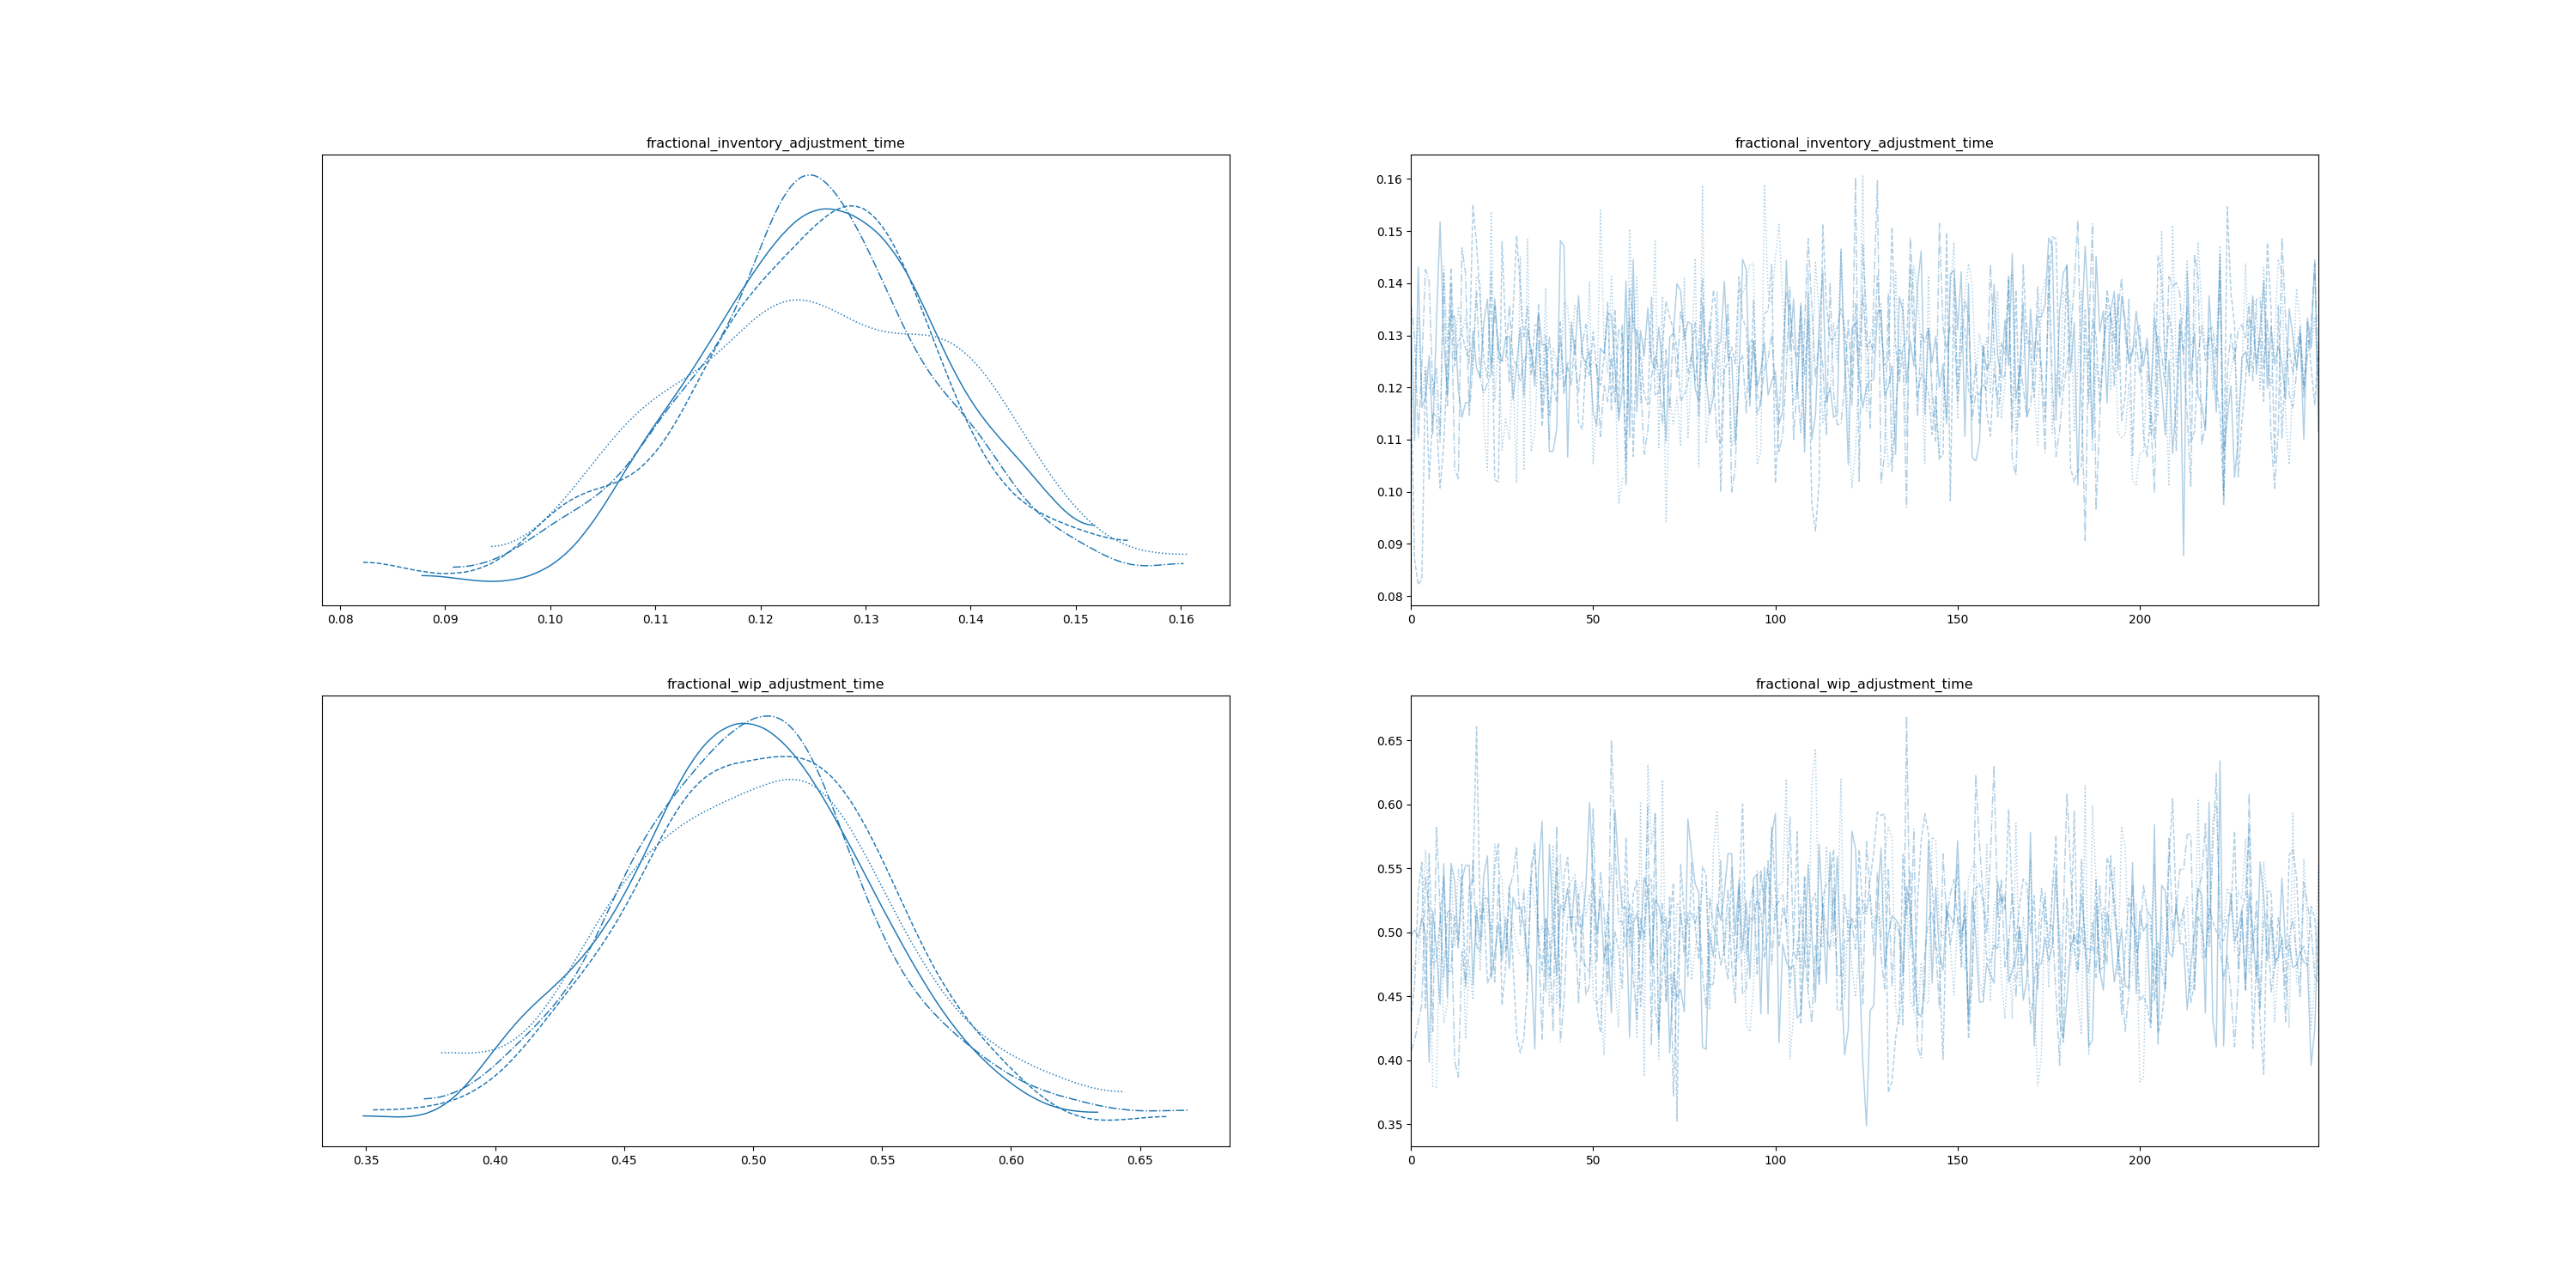 fractional_inventory_adjustment_time
0.08 0.09 0.10 0.11 0.12 0.13 0.14 0.15 0.16
fractional_inventory_adjustment_time
0.16
0.15
0.14
0.13
0.12
0.11
0.10
0.09
0.08
0 50 100 150 200
fractional_wip_adjustment_time
0.35 0.40 0.45 0.50 0.55 0.60 0.65
fractional_wip_adjustment_time
0.65
0.60
0.55
0.50
0.45
0.40
0.35
0 50 100 150 200